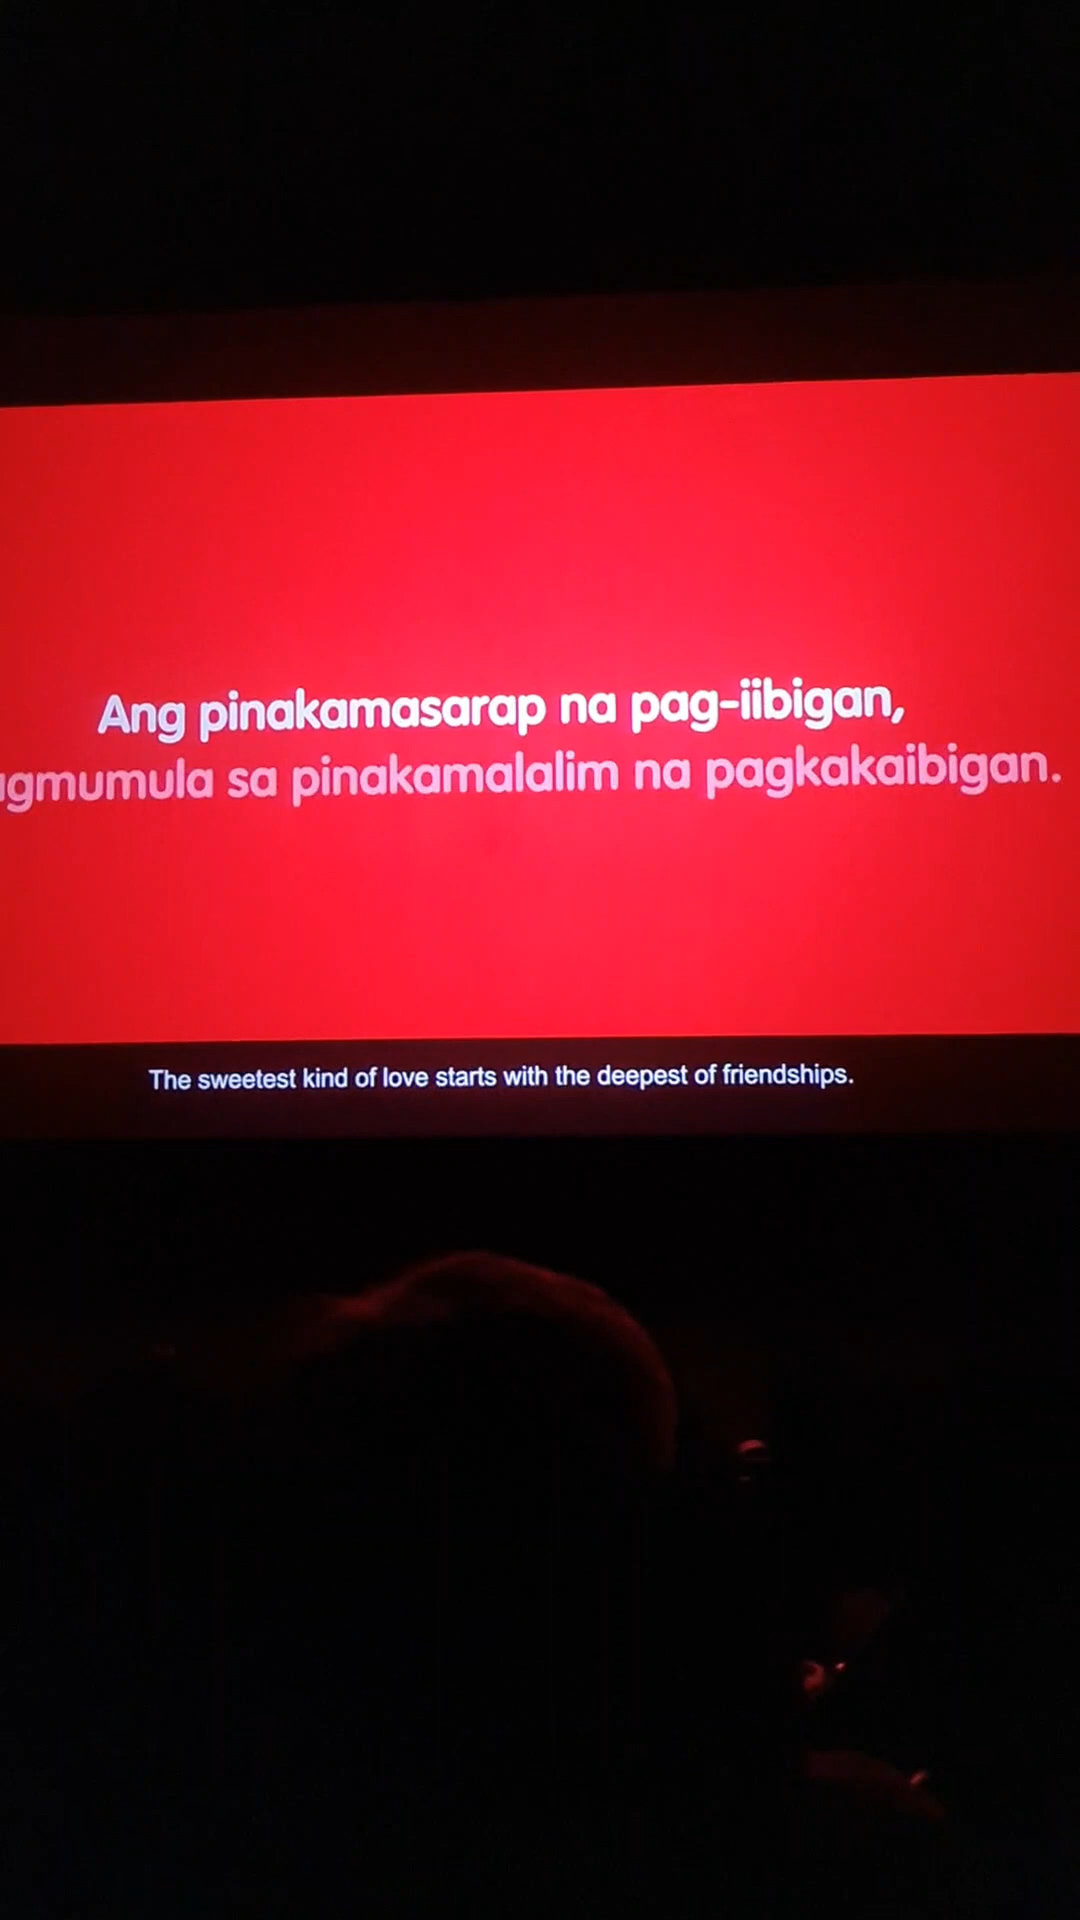 Ang pinakamasarap na pag-iibigan,
sa pinakamalalim na pagkakaibigan.
The sweetest kind of love starts with the deepest of friendships.